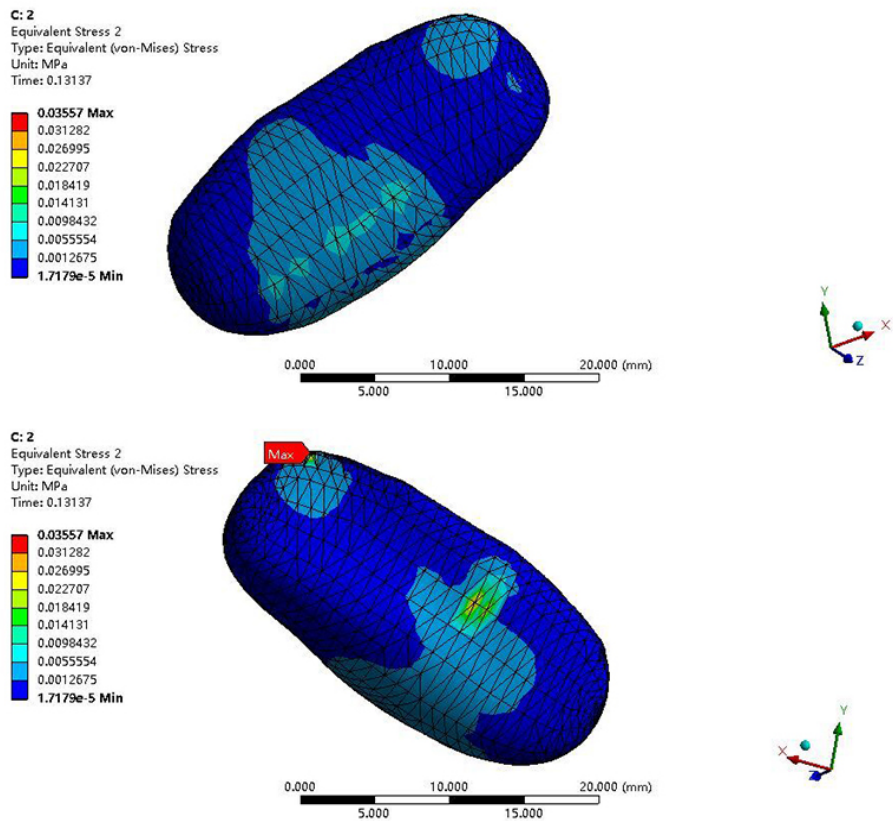 C: 2
Equivalent Stress 2
Type: Equivalent (von-Mises) Stress
Unit: MPa
Time: 0.13137
0.03557 Max
0.031282
0.026995
0.022707
0.018419
0.014131
0.0098432
0.0055554
0.0012675
1.7179e-5 Min
Y
X
Z
0.000 10.000 20.000 (mm)
5.000 15.000
C: 2
Equivalent Stress 2
Type: Equivalent (von-Mises) Stress
Unit: MPa
Time: 0.13137
Max
0.03557 Max
0.031282
0.026995
0.022707
0.018419
0.014131
0.0098432
0.0055554
0.0012675
1.7179e-5 Min
Y
X
Z
0.000 10.000 20.000 (mm)
5.000 15.000